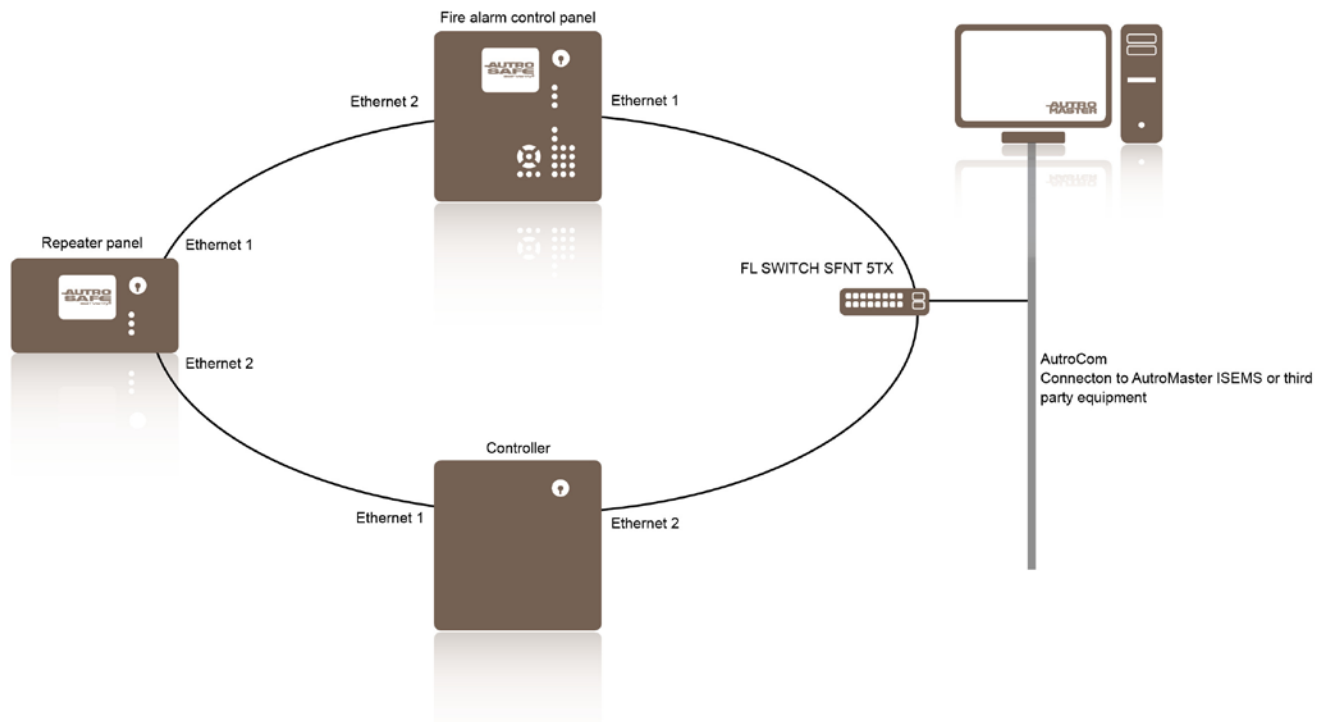 Fire alarm control panel
AUTRO
SAFE
Ethernet 2
Ethernet 1
AUTRO
MASTER
Repeater panel
Ethernet 1
AUTRO
SAFE
FL SWITCH SFNT 5TX
Ethernet 2
AutroCom
Connecton to AutroMaster ISEMS or third
party equipment
Controller
Ethernet 1
Ethernet 2